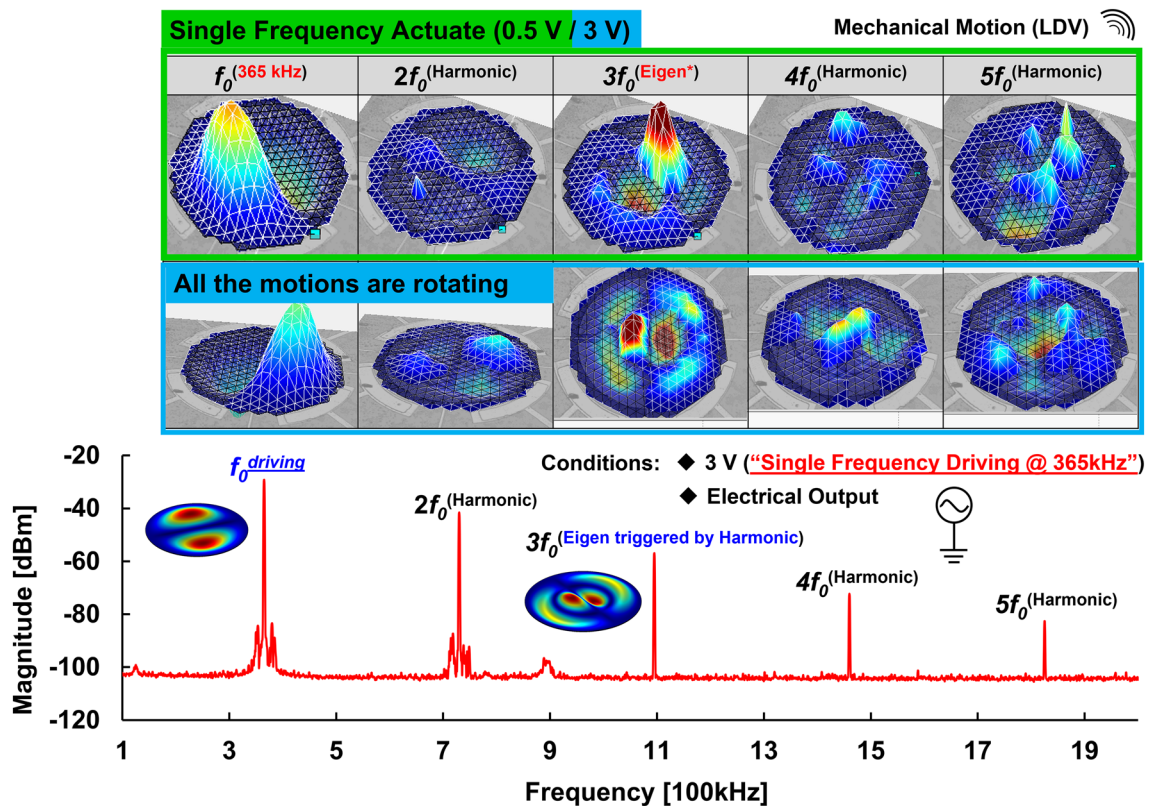 Single Frequency Actuate (0.5 V / 3 V)
Mechanical Motion (LDV)
f0(365 kHz) 2f0(Harmonic) 3f0(Eigen*) 4f0(Harmonic) 5f0(Harmonic)
All the motions are rotating
Conditions: ◆ 3 V (“Single Frequency Driving @ 365kHz”)
◆ Electrical Output
f0driving
2f0(Harmonic)
3f0(Eigen triggered by Harmonic)
4f0(Harmonic)
5f0(Harmonic)
Magnitude [dBm]
-20
-40
-60
-80
-100
-120
1 3 5 7 9 11 13 15 17 19
Frequency [100kHz]